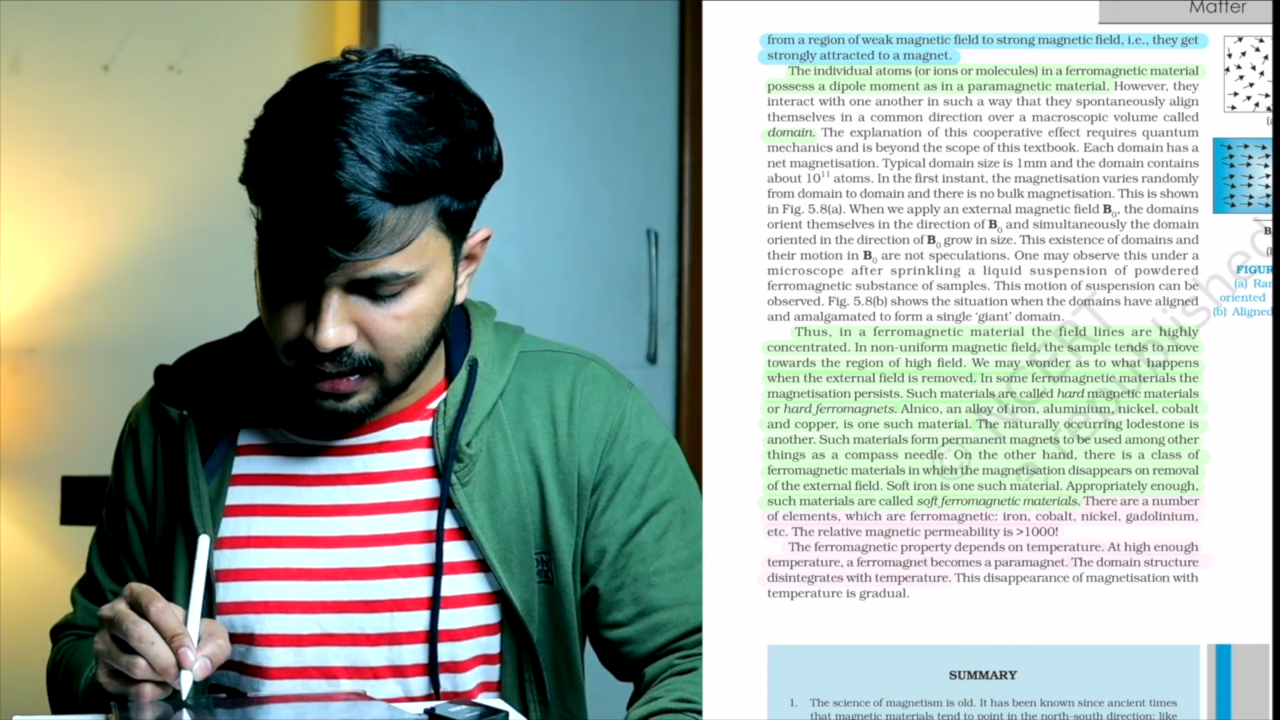 Matter
from a region of weak magnetic field to strong magnetic field, i.e., they get
strongly attracted to a magnet.
The individual atoms (or ions or molecules) in a ferromagnetic material
possess a dipole moment as in a paramagnetic material. However, they
interact with one another in such a way that they spontaneously align
themselves in a common direction over a macroscopic volume called
domain. The explanation of this cooperative effect requires quantum
mechanics and is beyond the scope of this textbook. Each domain has a
net magnetisation. Typical domain size is 1mm and the domain contains
about 10¹¹ atoms. In the first instant, the magnetisation varies randomly
from domain to domain and there is no bulk magnetisation. This is shown
in Fig. 5.8(a). When we apply an external magnetic field B₀, the domains
orient themselves in the direction of B₀ and simultaneously the domain
oriented in the direction of B₀ grow in size. This existence of domains and
their motion in B₀ are not speculations. One may observe this under a
microscope after sprinkling a liquid suspension of powdered
ferromagnetic substance of samples. This motion of suspension can be
observed. Fig. 5.8(b) shows the situation when the domains have aligned
and amalgamated to form a single ‘giant’ domain.
Thus, in a ferromagnetic material the field lines are highly
concentrated. In non-uniform magnetic field, the sample tends to move
towards the region of high field. We may wonder as to what happens
when the external field is removed. In some ferromagnetic materials the
magnetisation persists. Such materials are called hard magnetic materials
or hard ferromagnets. Alnico, an alloy of iron, aluminium, nickel, cobalt
and copper, is one such material. The naturally occurring lodestone is
another. Such materials form permanent magnets to be used among other
things as a compass needle. On the other hand, there is a class of
ferromagnetic materials in which the magnetisation disappears on removal
of the external field. Soft iron is one such material. Appropriately enough,
such materials are called soft ferromagnetic materials. There are a number
of elements, which are ferromagnetic: iron, cobalt, nickel, gadolinium,
etc. The relative magnetic permeability is >1000!
The ferromagnetic property depends on temperature. At high enough
temperature, a ferromagnet becomes a paramagnet. The domain structure
disintegrates with temperature. This disappearance of magnetisation with
temperature is gradual.
SUMMARY
1. The science of magnetism is old. It has been known since ancient times
that magnetic materials tend to point in the north-south direction; like
(a
B
(
FIGUR
(a) Ran
oriented
(b) Aligned